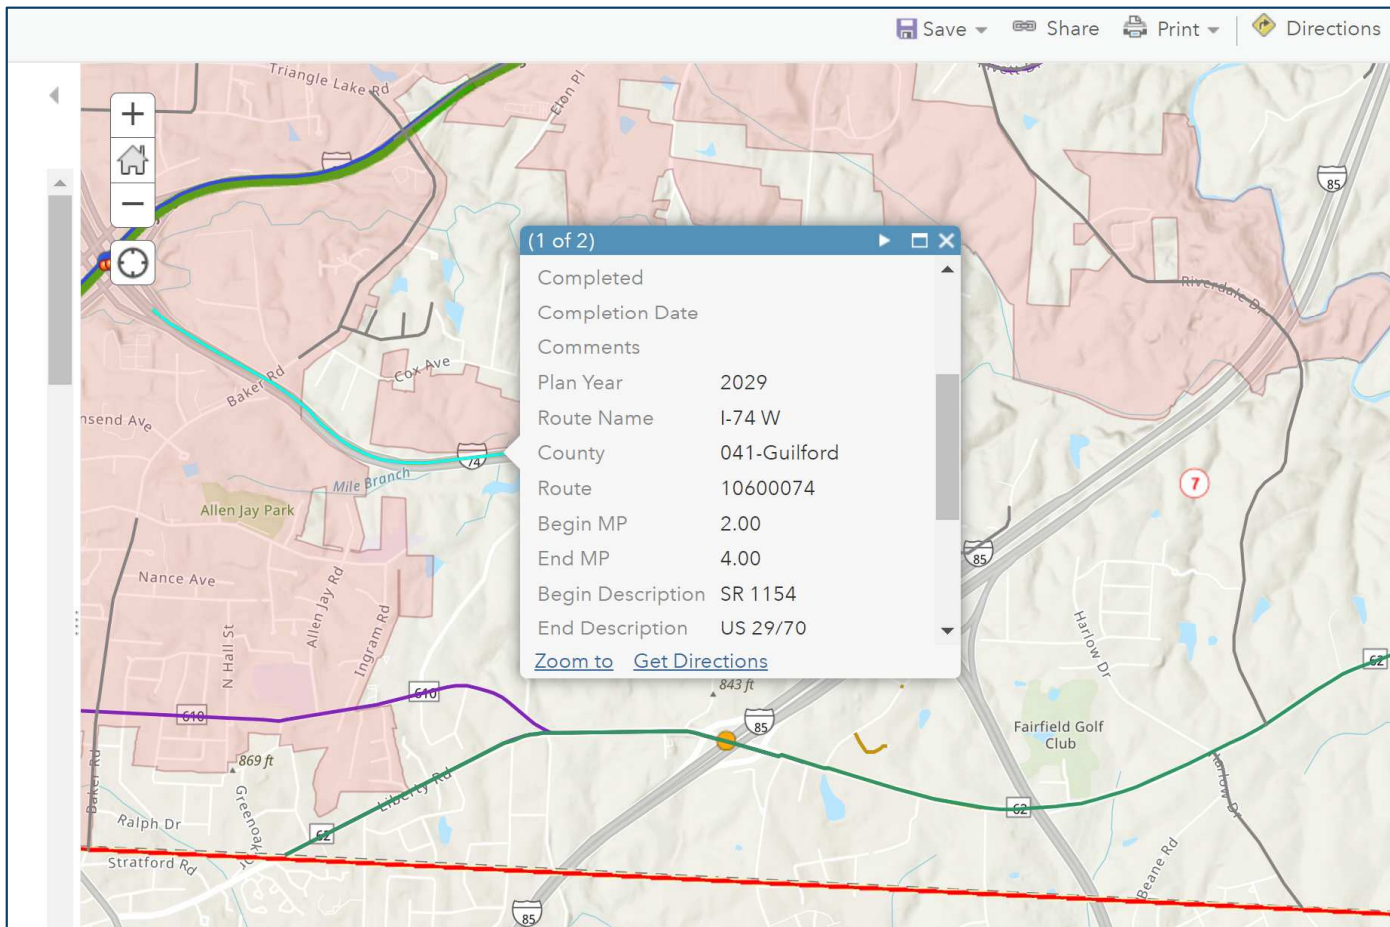 Save Share Print Directions
Triangle Lake Rd
Eton Pl
85
(1 of 2)
Completed
Completion Date
Comments
Plan Year 2029
Route Name I-74 W
County 041-Guilford
Route 10600074
Begin MP 2.00
End MP 4.00
Begin Description SR 1154
End Description US 29/70
Zoom to Get Directions
Riverdale Dr
Cox Ave
Baker Rd
nsend Ave
74
7
Mile Branch
Allen Jay Park
85
Nance Ave
Allen Jay Rd
N Hall St
Ingram Rd
Harlow Dr
62
843 ft
610
610
85
Fairfield Golf
Club
869 ft
Baker Rd
Liberty Rd
Harlow Dr
62
Greenoak
Ralph Dr
62
Stratford Rd
Beane Rd
85